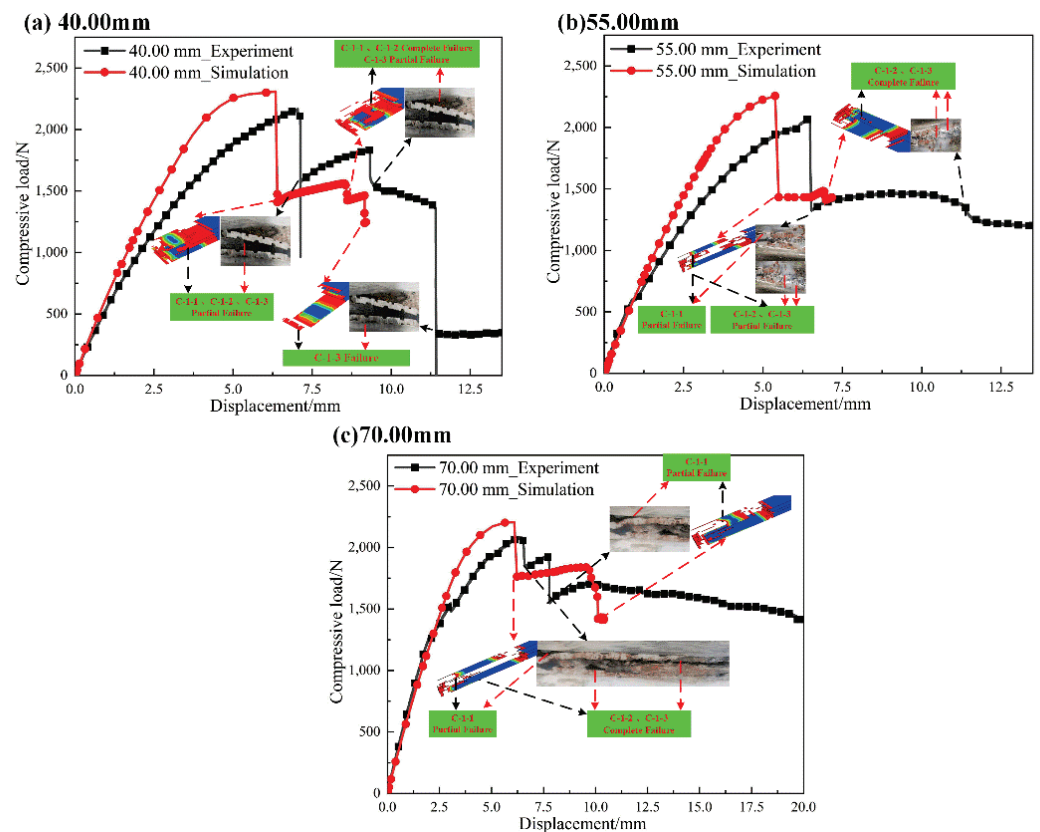 (a) 40.00mm
40.00 mm_Experiment
40.00 mm_Simulation
C-1-1、C-1-2 Complete Failure
C-1-3 Partial Failure
C-1-1、C-1-2、C-1-3
Partial Failure
C-1-3 Failure
Compressive load/N
2,500
2,000
1,500
1,000
500
0
0.0 2.5 5.0 7.5 10.0 12.5
Displacement/mm
(b)55.00mm
55.00 mm_Experiment
55.00 mm_Simulation
C-1-2、C-1-3
Complete Failure
C-1-1
Partial Failure
C-1-2、C-1-3
Partial Failure
Compressive load/N
2,500
2,000
1,500
1,000
500
0
0.0 2.5 5.0 7.5 10.0 12.5
Displacement/mm
(c)70.00mm
70.00 mm_Experiment
70.00 mm_Simulation
C-1-1
Partial Failure
C-1-1
Partial Failure
C-1-2、C-1-3
Complete Failure
Compressive load/N
2,500
2,000
1,500
1,000
500
0
0.0 2.5 5.0 7.5 10.0 12.5 15.0 17.5 20.0
Displacement/mm